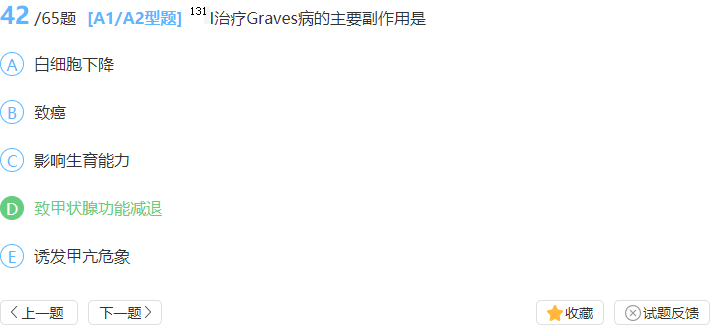 42 /65题 [A1/A2型题] ¹³¹I治疗Graves病的主要副作用是
A 白细胞下降
B 致癌
C 影响生育能力
D 致甲状腺功能减退
E 诱发甲亢危象
上一题 下一题 收藏 试题反馈